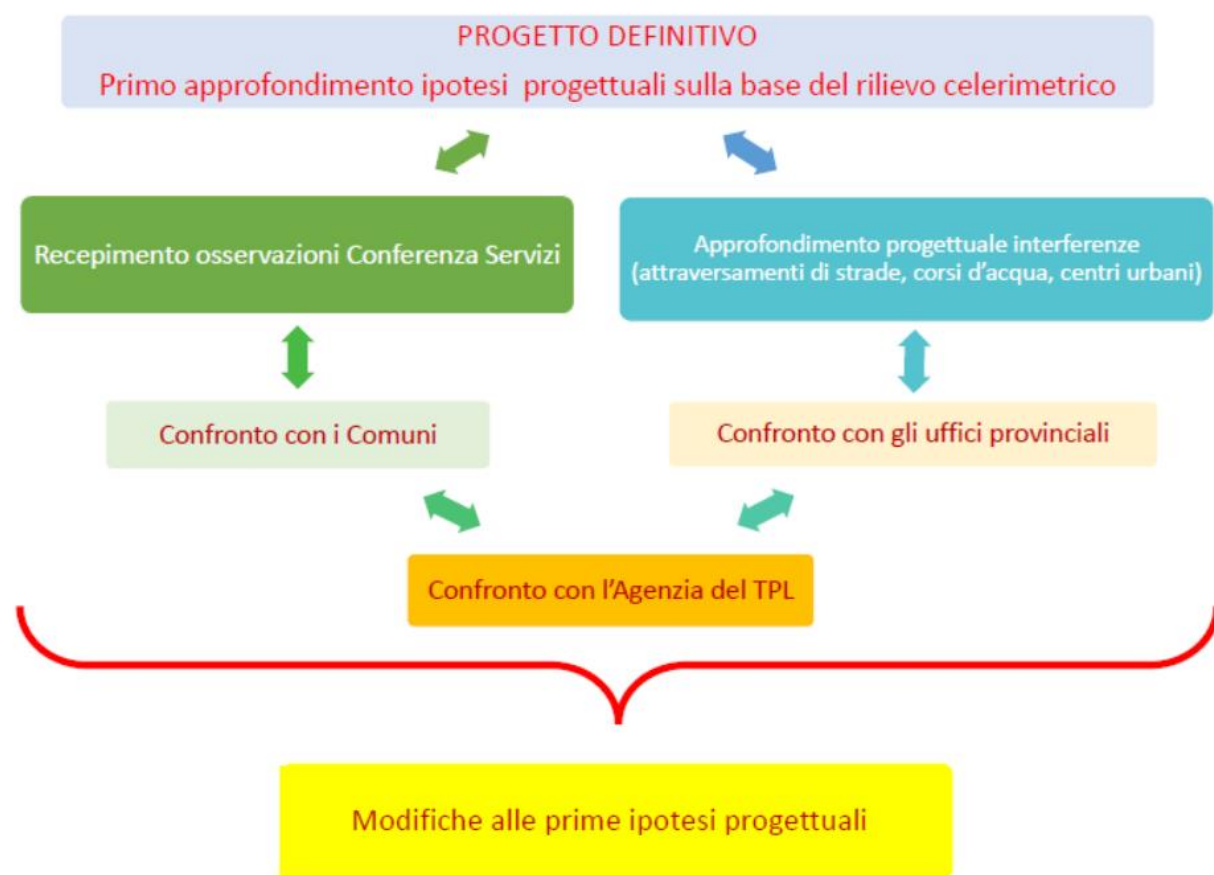 PROGETTO DEFINITIVO
Primo approfondimento ipotesi progettuali sulla base del rilievo celerimetrico
Recepimento osservazioni Conferenza Servizi
Approfondimento progettuale interferenze
(attraversamenti di strade, corsi d’acqua, centri urbani)
Confronto con i Comuni
Confronto con gli uffici provinciali
Confronto con l’Agenzia del TPL
Modifiche alle prime ipotesi progettuali